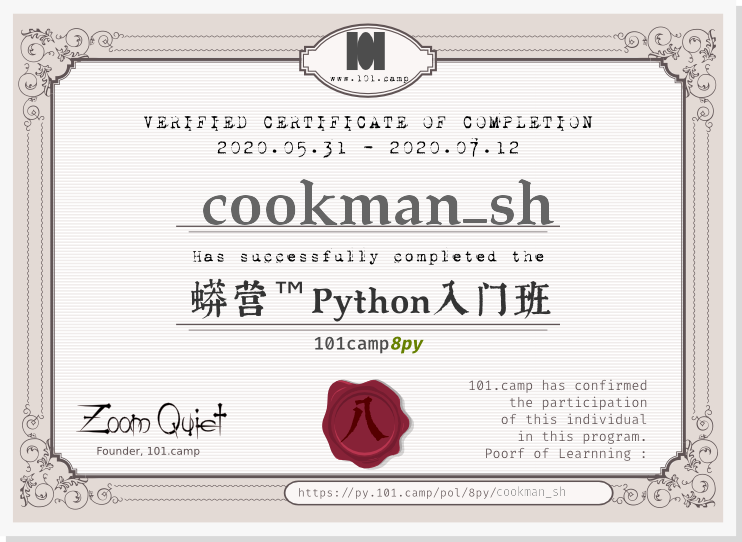 www.101.camp
VERIFIED CERTIFICATE OF COMPLETION
2020.05.31 - 2020.07.12
cookman_sh
Has successfully completed the
蟒营™Python入门班
101camp8py
101.camp has confirmed
the participation
of this individual
in this program.
Poorf of Learnning :
Zoom Quiet
Founder, 101.camp
八
https://py.101.camp/pol/8py/cookman_sh